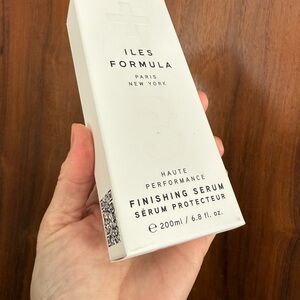 ILES
FORMULA
PARIS
NEW YORK
HAUTE
PERFORMANCE
FINISHING SERUM
SÉRUM PROTECTEUR
℮ 200ml / 6.8 fl. oz.